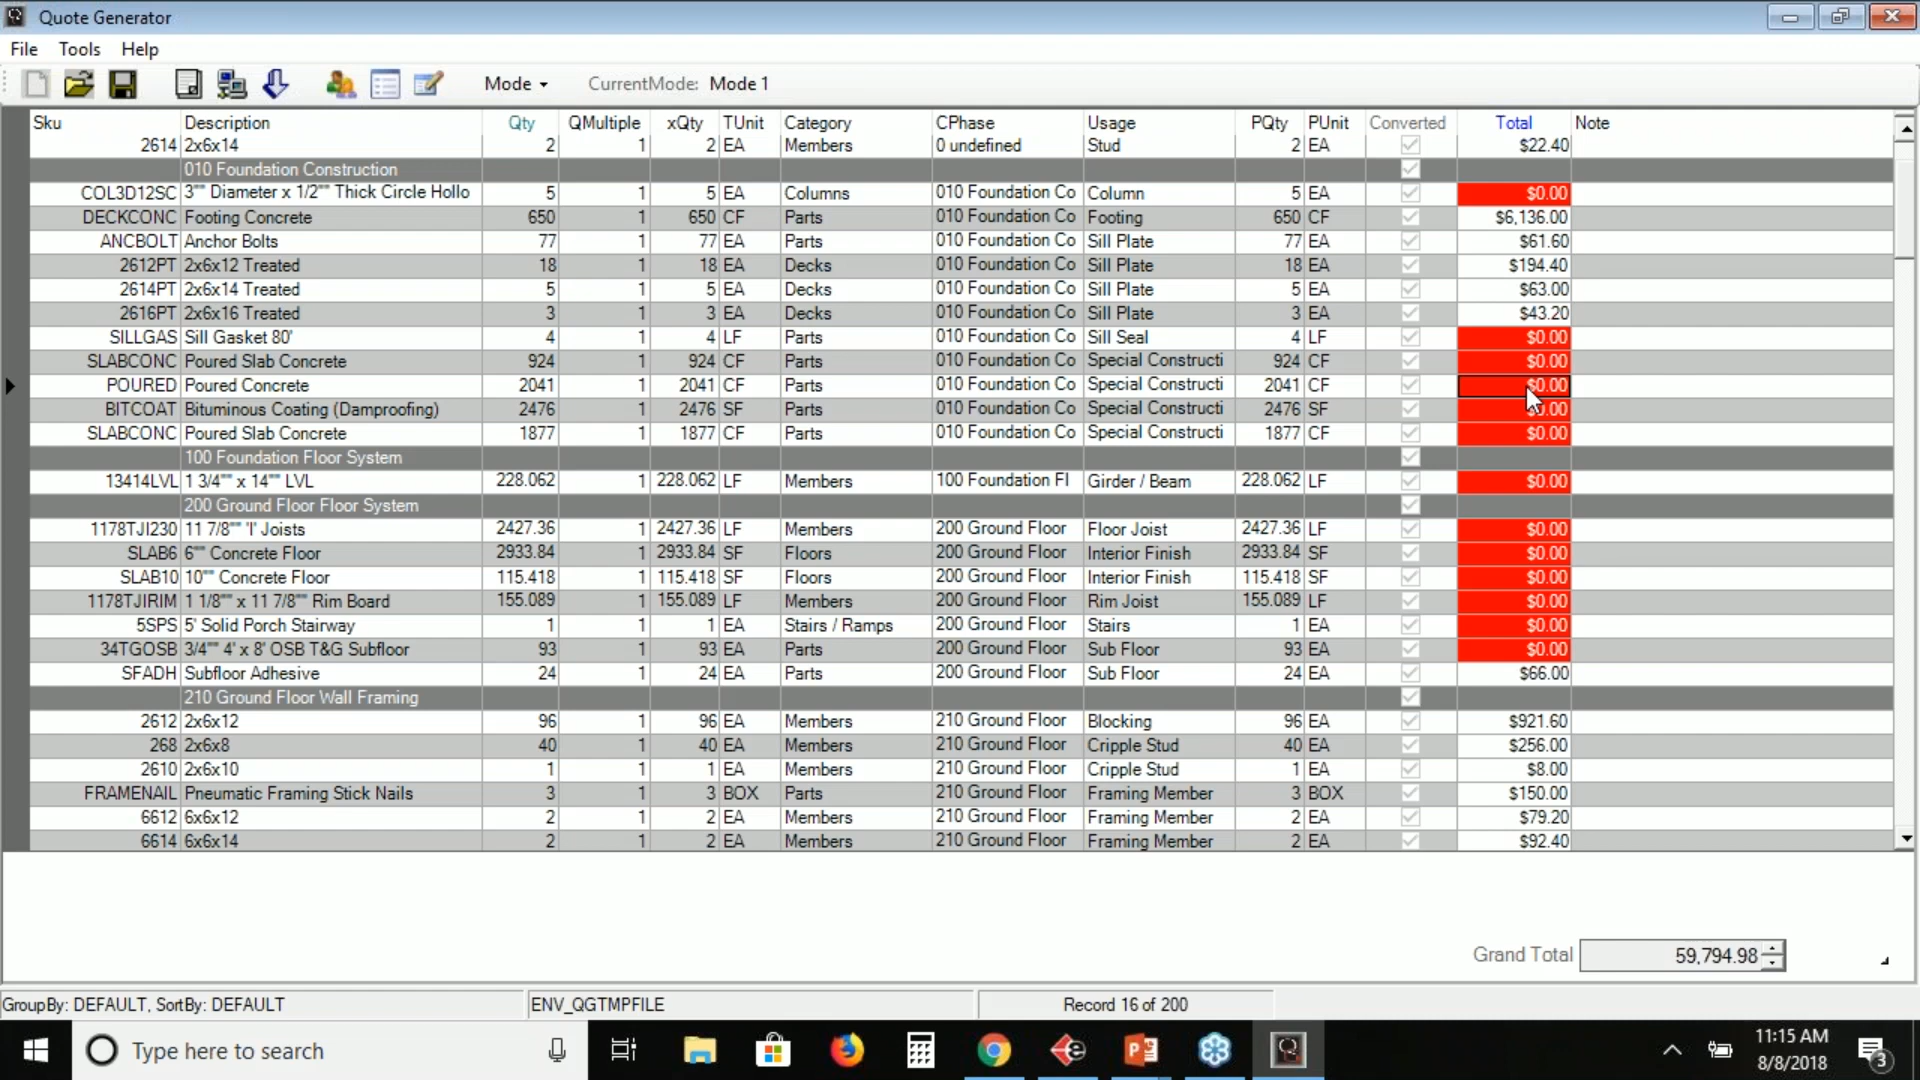 Quote Generator
File Tools Help
Mode CurrentMode: Mode 1
Sku Description Qty QMultiple xQty TUnit Category CPhase Usage PQty PUnit Converted Total Note
2614 2x6x14 2 1 2 EA Members 0 undefined Stud 2 EA $22.40
010 Foundation Construction
COL3D12SC 3"" Diameter x 1/2"" Thick Circle Hollo 5 1 5 EA Columns 010 Foundation Co Column 5 EA $0.00
DECKCONC Footing Concrete 650 1 650 CF Parts 010 Foundation Co Footing 650 CF $6,136.00
ANCBOLT Anchor Bolts 77 1 77 EA Parts 010 Foundation Co Sill Plate 77 EA $61.60
2612PT 2x6x12 Treated 18 1 18 EA Decks 010 Foundation Co Sill Plate 18 EA $194.40
2614PT 2x6x14 Treated 5 1 5 EA Decks 010 Foundation Co Sill Plate 5 EA $63.00
2616PT 2x6x16 Treated 3 1 3 EA Decks 010 Foundation Co Sill Plate 3 EA $43.20
SILLGAS Sill Gasket 80' 4 1 4 LF Parts 010 Foundation Co Sill Seal 4 LF $0.00
SLABCONC Poured Slab Concrete 924 1 924 CF Parts 010 Foundation Co Special Constructi 924 CF $0.00
POURED Poured Concrete 2041 1 2041 CF Parts 010 Foundation Co Special Constructi 2041 CF $0.00
BITCOAT Bituminous Coating (Damproofing) 2476 1 2476 SF Parts 010 Foundation Co Special Constructi 2476 SF $0.00
SLABCONC Poured Slab Concrete 1877 1 1877 CF Parts 010 Foundation Co Special Constructi 1877 CF $0.00
100 Foundation Floor System
13414LVL 1 3/4"" x 14"" LVL 228.062 1 228.062 LF Members 100 Foundation Fl Girder / Beam 228.062 LF $0.00
200 Ground Floor Floor System
1178TJI230 11 7/8"" 'I' Joists 2427.36 1 2427.36 LF Members 200 Ground Floor Floor Joist 2427.36 LF $0.00
SLAB6 6"" Concrete Floor 2933.84 1 2933.84 SF Floors 200 Ground Floor Interior Finish 2933.84 SF $0.00
SLAB10 10"" Concrete Floor 115.418 1 115.418 SF Floors 200 Ground Floor Interior Finish 115.418 SF $0.00
1178TJIRIM 1 1/8"" x 11 7/8"" Rim Board 155.089 1 155.089 LF Members 200 Ground Floor Rim Joist 155.089 LF $0.00
5SPS 5' Solid Porch Stairway 1 1 1 EA Stairs / Ramps 200 Ground Floor Stairs 1 EA $0.00
34TGOSB 3/4"" 4' x 8' OSB T&G Subfloor 93 1 93 EA Parts 200 Ground Floor Sub Floor 93 EA $0.00
SFADH Subfloor Adhesive 24 1 24 EA Parts 200 Ground Floor Sub Floor 24 EA $66.00
210 Ground Floor Wall Framing
2612 2x6x12 96 1 96 EA Members 210 Ground Floor Blocking 96 EA $921.60
268 2x6x8 40 1 40 EA Members 210 Ground Floor Cripple Stud 40 EA $256.00
2610 2x6x10 1 1 1 EA Members 210 Ground Floor Cripple Stud 1 EA $8.00
FRAMENAIL Pneumatic Framing Stick Nails 3 1 3 BOX Parts 210 Ground Floor Framing Member 3 BOX $150.00
6612 6x6x12 2 1 2 EA Members 210 Ground Floor Framing Member 2 EA $79.20
6614 6x6x14 2 1 2 EA Members 210 Ground Floor Framing Member 2 EA $92.40
Grand Total 59,794.98
GroupBy: DEFAULT, SortBy: DEFAULT ENV_QGTMPFILE Record 16 of 200
Type here to search
11:15 AM
8/8/2018
3